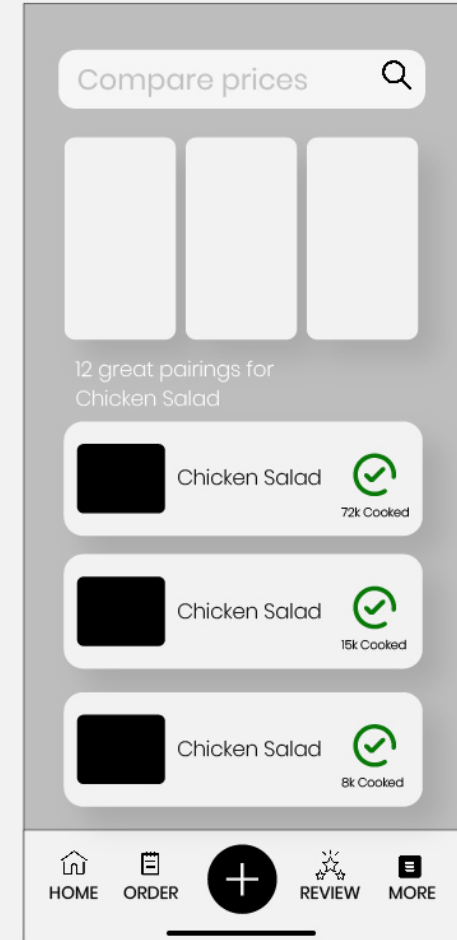 Compare prices
12 great pairings for
Chicken Salad
Chicken Salad
72k Cooked
Chicken Salad
15k Cooked
Chicken Salad
8k Cooked
HOME ORDER REVIEW MORE